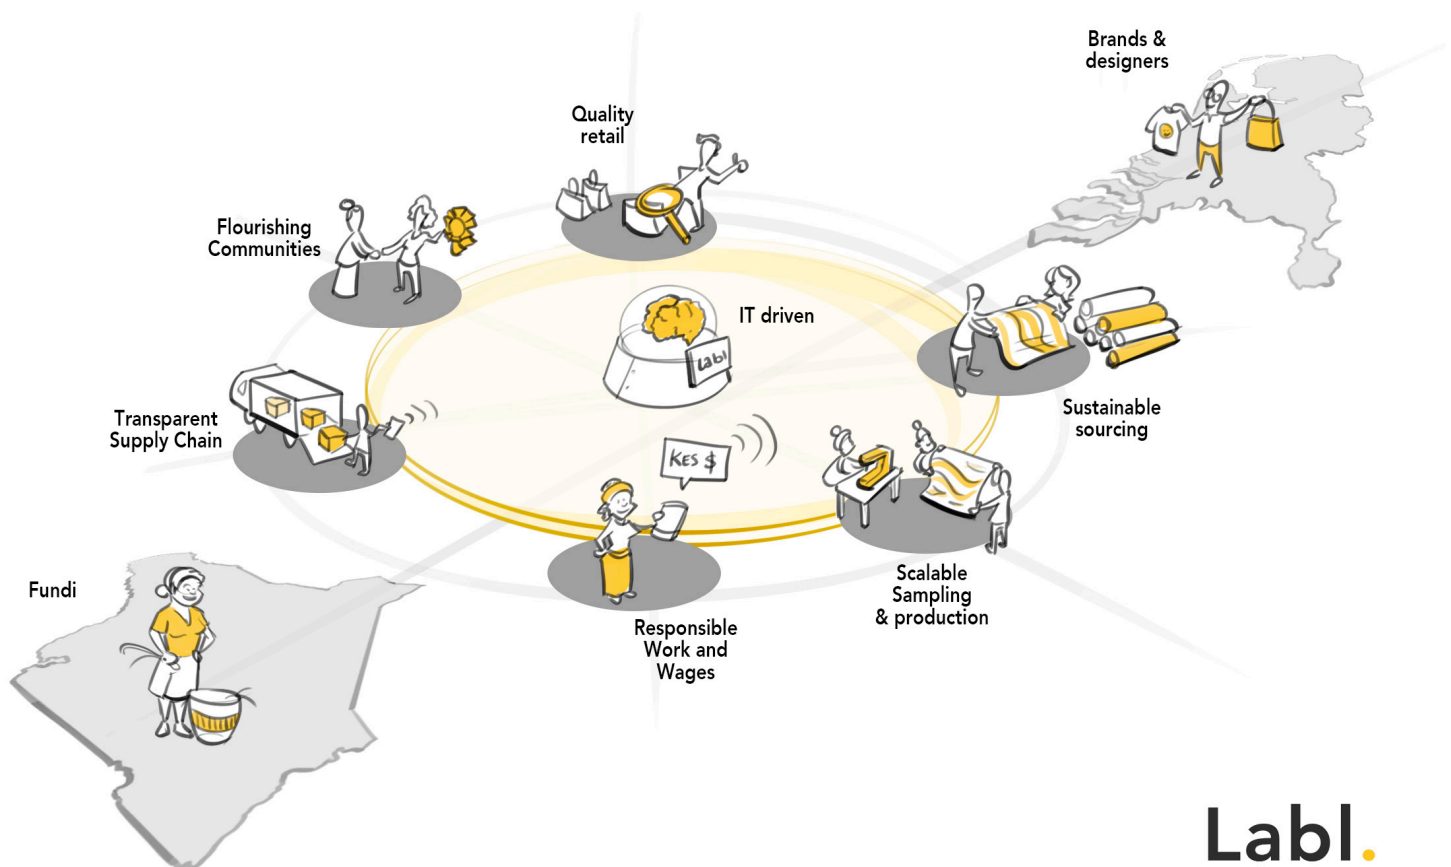 Brands &
designers
Quality
retail
Flourishing
Communities
IT driven
Labl
Transparent
Supply Chain
Sustainable
sourcing
KES $
Scalable
Sampling
& production
Fundi
Responsible
Work and
Wages
Labl.